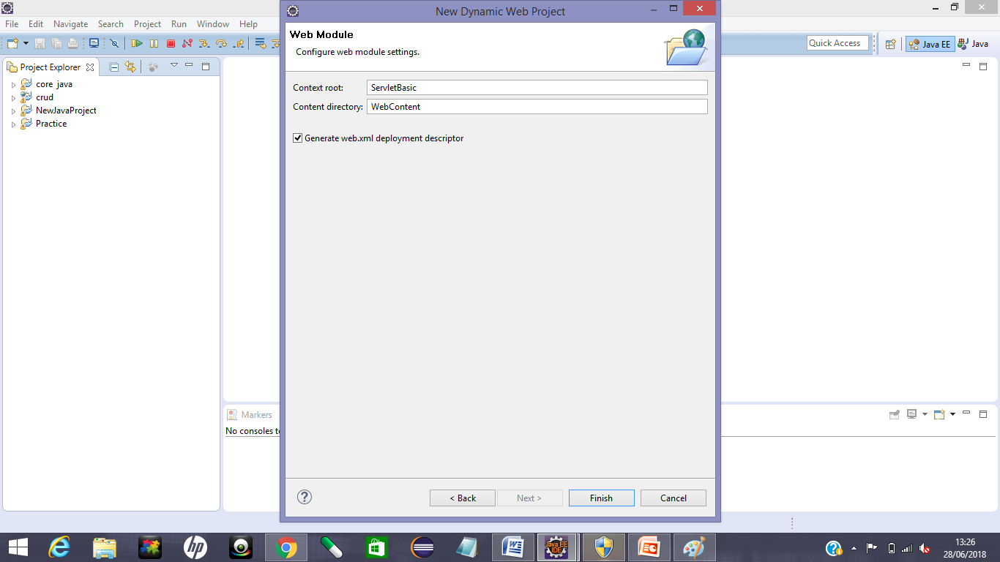 New Dynamic Web Project
File Edit Navigate Search Project Run Window Help
Web Module
Configure web module settings.
Quick Access
Java EE
Java
Project Explorer
core java
crud
NewJavaProject
Practice
Context root: ServletBasic
Content directory: WebContent
Generate web.xml deployment descriptor
Markers
No consoles to
? < Back Next > Finish Cancel
hp
Java EE
IDE
13:26
28/06/2018